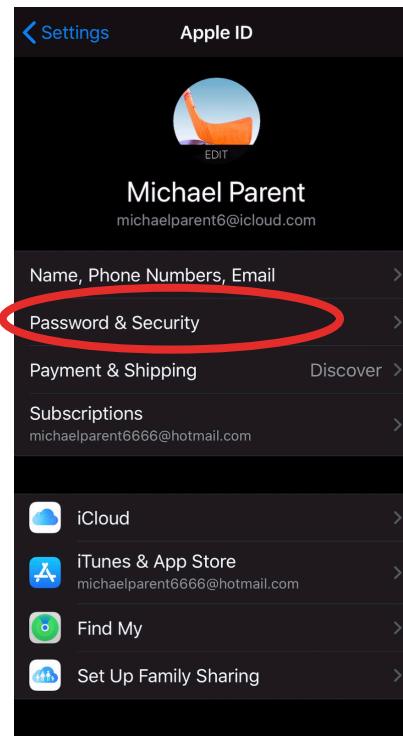 Settings
Apple ID
EDIT
Michael Parent
michaelparent6@icloud.com
Name, Phone Numbers, Email
Password & Security
Payment & Shipping
Discover
Subscriptions
michaelparent6666@hotmail.com
iCloud
iTunes & App Store
michaelparent6666@hotmail.com
Find My
Set Up Family Sharing